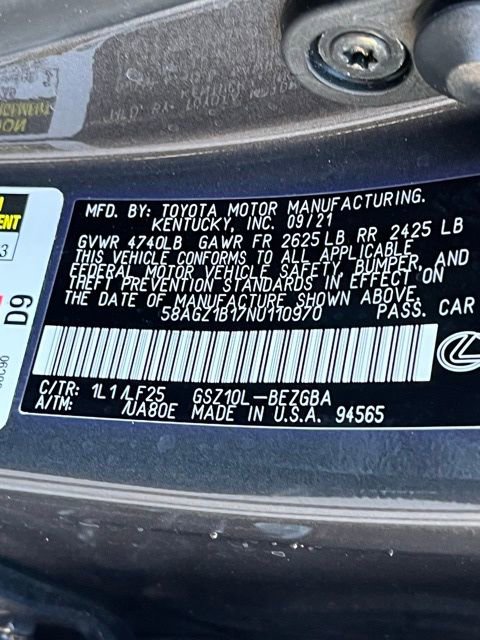 MFD. BY: TOYOTA MOTOR MANUFACTURING.
KENTUCKY, INC. 09/21
GVWR 4740LB GAWR FR 2625LB RR 2425 LB
THIS VEHICLE CONFORMS TO ALL APPLICABLE
FEDERAL MOTOR VEHICLE SAFETY, BUMPER, AND
THEFT PREVENTION STANDARDS IN EFFECT ON
THE DATE OF MANUFACTURE SHOWN ABOVE.
58AGZ1B17NU110970 PASS. CAR
C/TR: 1L1/LF25 GSZ10L-BEZGBA
A/TM: /UA80E MADE IN U.S.A. 94565
D9